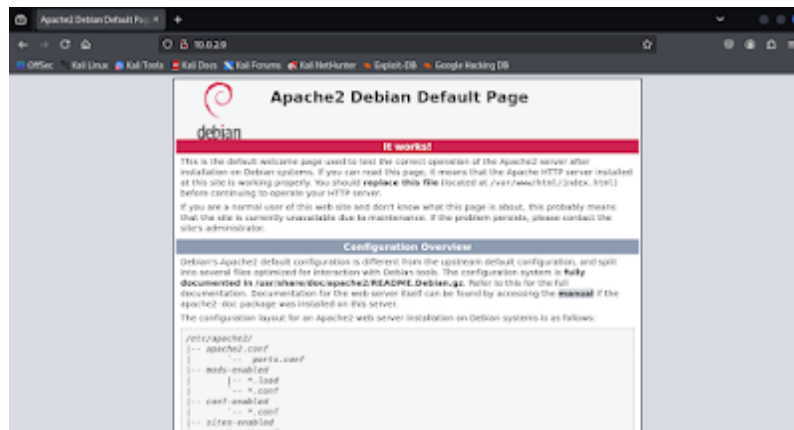 Apache2 Debian Default Pag
10.0.2.9
OffSec Kali Linux Kali Tools Kali Docs Kali Forums Kali NetHunter Exploit-DB Google Hacking DB
Apache2 Debian Default Page
debian
It works!
This is the default welcome page used to test the correct operation of the Apache2 server after
installation on Debian systems. If you can read this page, it means that the Apache HTTP server installed
at this site is working properly. You should replace this file (located at /var/www/html/index.html)
before continuing to operate your HTTP server.
If you are a normal user of this web site and don't know what this page is about, this probably means
that the site is currently unavailable due to maintenance. If the problem persists, please contact the
site's administrator.
Configuration Overview
Debian's Apache2 default configuration is different from the upstream default configuration, and split
into several files optimized for interaction with Debian tools. The configuration system is fully
documented in /usr/share/doc/apache2/README.Debian.gz. Refer to this for the full
documentation. Documentation for the web server itself can be found by accessing the manual if the
apache2-doc package was installed on this server.
The configuration layout for an Apache2 web server installation on Debian systems is as follows:
/etc/apache2/
|-- apache2.conf
|   `-- ports.conf
|-- mods-enabled
|   |-- *.load
|   `-- *.conf
|-- conf-enabled
|   `-- *.conf
|-- sites-enabled